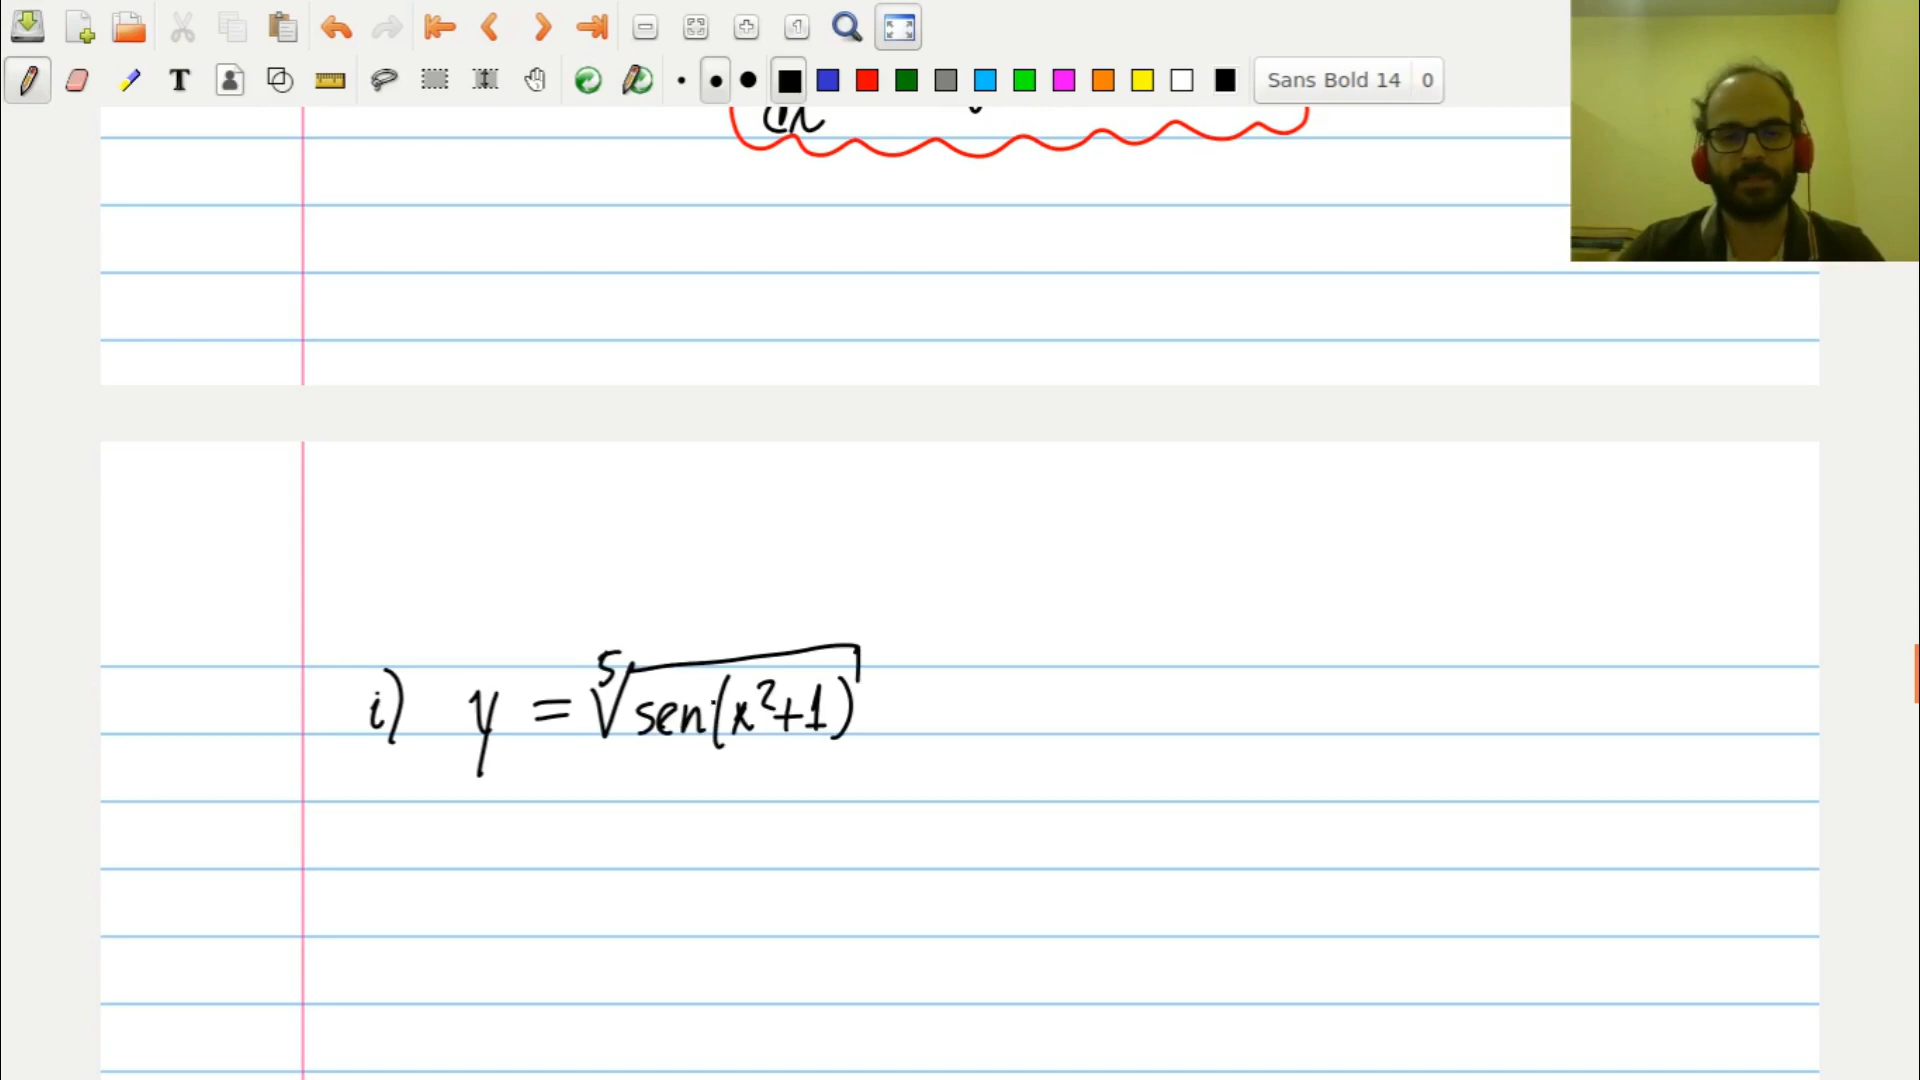 Sans Bold 14 0
i) y = ⁵√sen(x²+1)